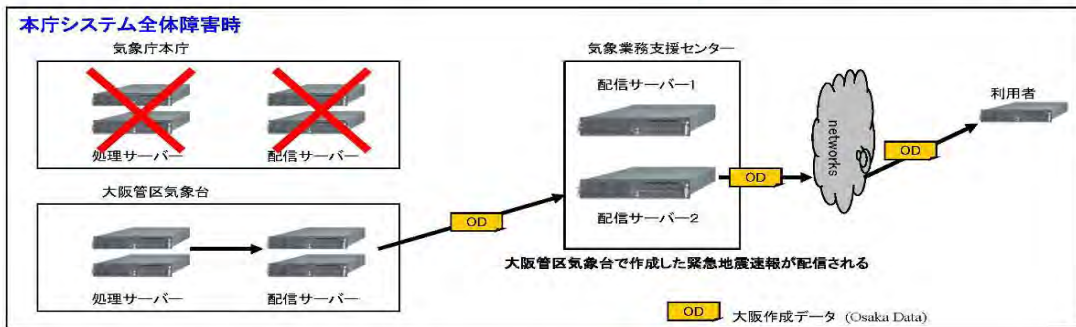 本庁システム全体障害時
気象庁本庁
処理サーバー
配信サーバー
大阪管区気象台
処理サーバー
配信サーバー
OD
気象業務支援センター
配信サーバー1
配信サーバー2
OD
networks
OD
利用者
大阪管区気象台で作成した緊急地震速報が配信される
OD 大阪作成データ (Osaka Data)